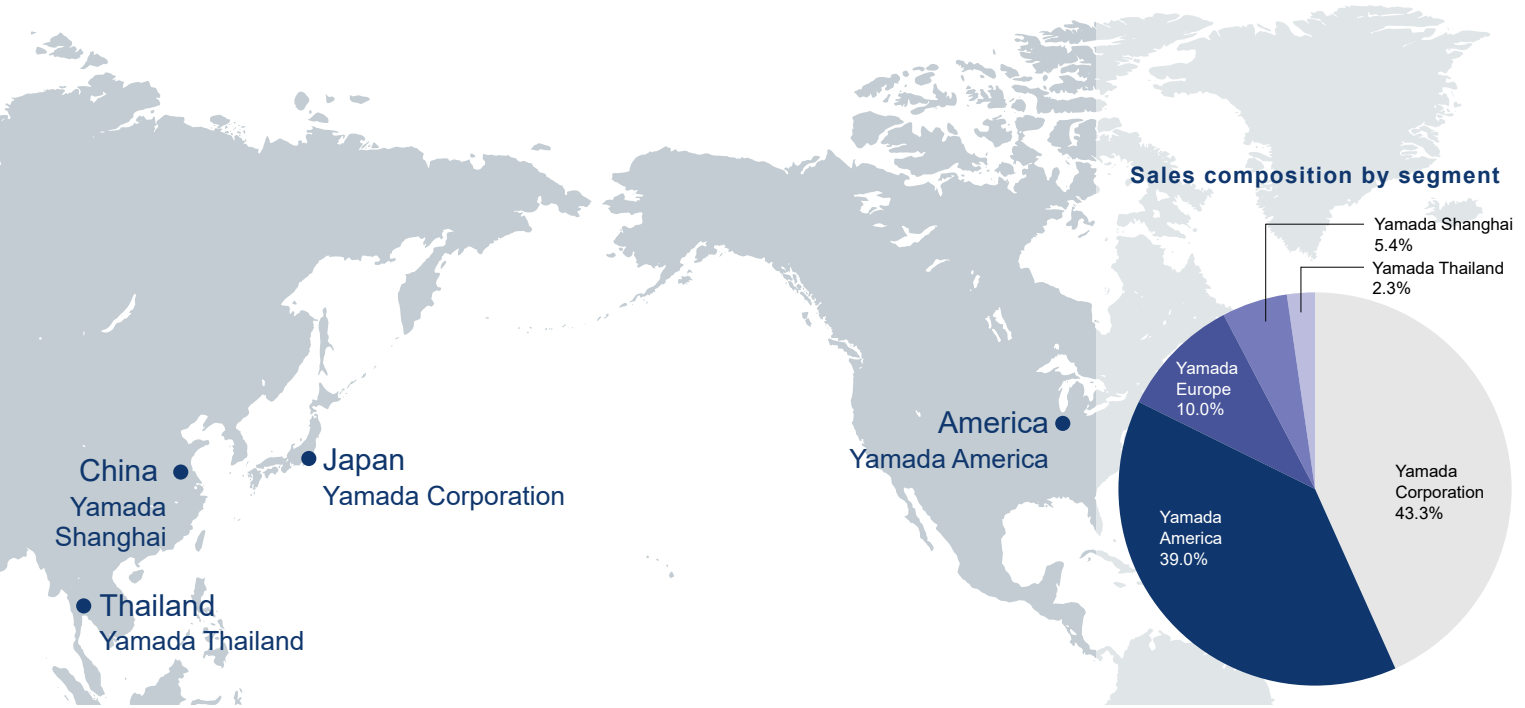 Sales composition by segment
Yamada Shanghai
5.4%
Yamada Thailand
2.3%
Yamada
Europe
10.0%
Yamada
Corporation
43.3%
Yamada
America
39.0%
America
Yamada America
Japan
Yamada Corporation
China
Yamada
Shanghai
Thailand
Yamada Thailand